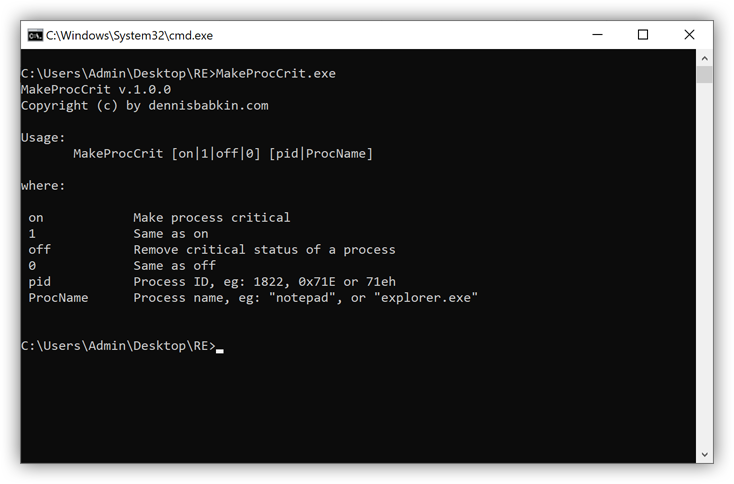 C:\Windows\System32\cmd.exe
C:\Users\Admin\Desktop\RE>MakeProcCrit.exe
MakeProcCrit v.1.0.0
Copyright (c) by dennisbabkin.com
Usage:
MakeProcCrit [on|1|off|0] [pid|ProcName]
where:
on Make process critical
1 Same as on
off Remove critical status of a process
0 Same as off
pid Process ID, eg: 1822, 0x71E or 71eh
ProcName Process name, eg: "notepad", or "explorer.exe"
C:\Users\Admin\Desktop\RE>